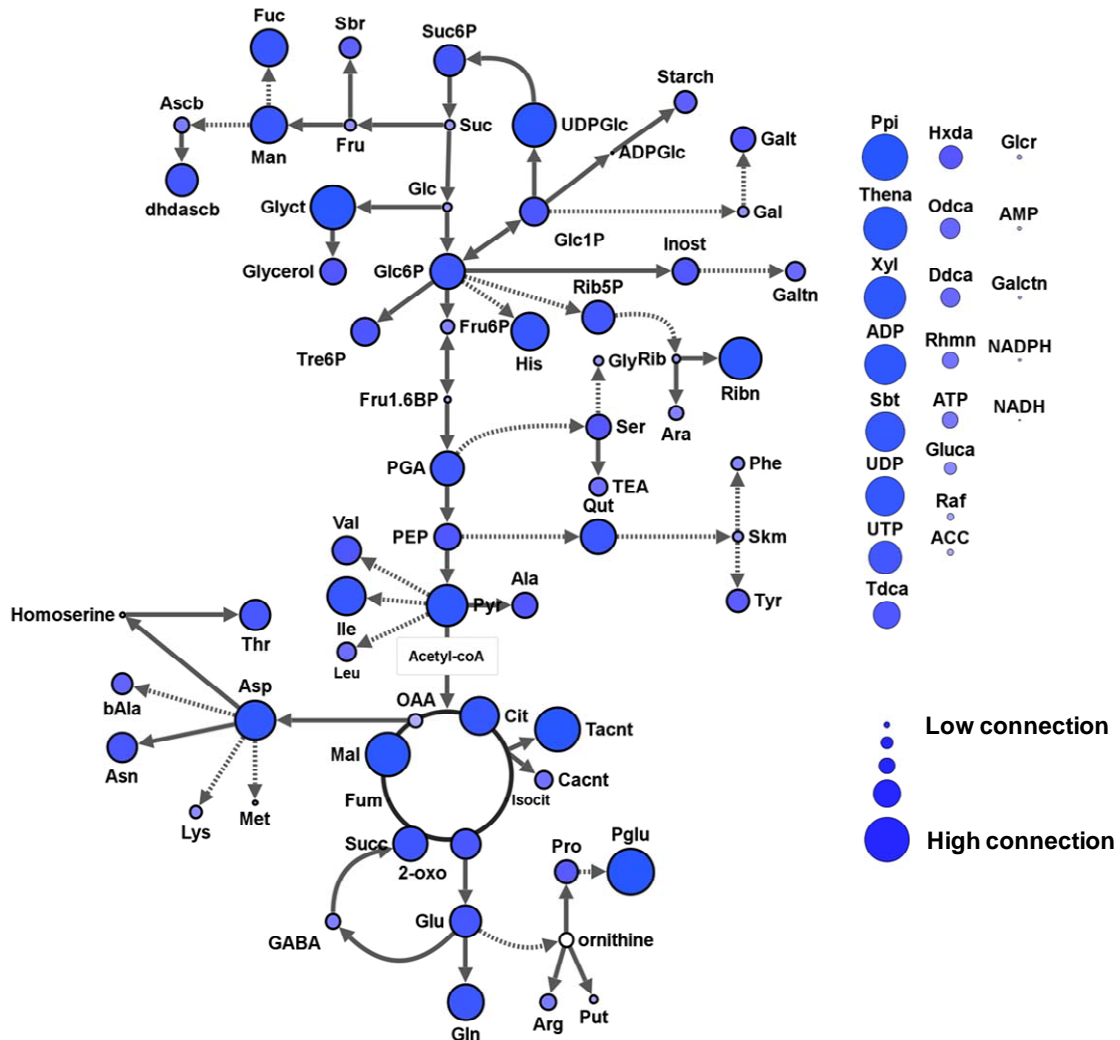 Fuc
Sbr
Suc6P
Starch
Ascb
Man
Fru
Suc
UDPGlc
ADPGlc
Galt
dhdascb
Glyct
Glc
Gal
Glc1P
Glycerol
Glc6P
Inost
Galtn
Rib5P
Fru6P
Tre6P
His
GlyRib
Ribn
Fru1.6BP
Ser
Ara
PGA
TEA
Phe
Qut
Val
PEP
Skm
Ala
Tyr
Ile
Pyr
Leu
Homoserine
Thr
Acetyl-coA
bAla
Asp
OAA
Cit
Tacnt
Asn
Mal
Cacnt
Fum
Isocit
Lys
Met
Succ
2-oxo
Pro
Pglu
GABA
Glu
ornithine
Gln
Arg
Put
Ppi
Thena
Xyl
ADP
Sbt
UDP
UTP
Tdca
Hxda
Odca
Ddca
Rhmn
ATP
Gluca
Raf
ACC
Glcr
AMP
Galctn
NADPH
NADH
Low connection
High connection